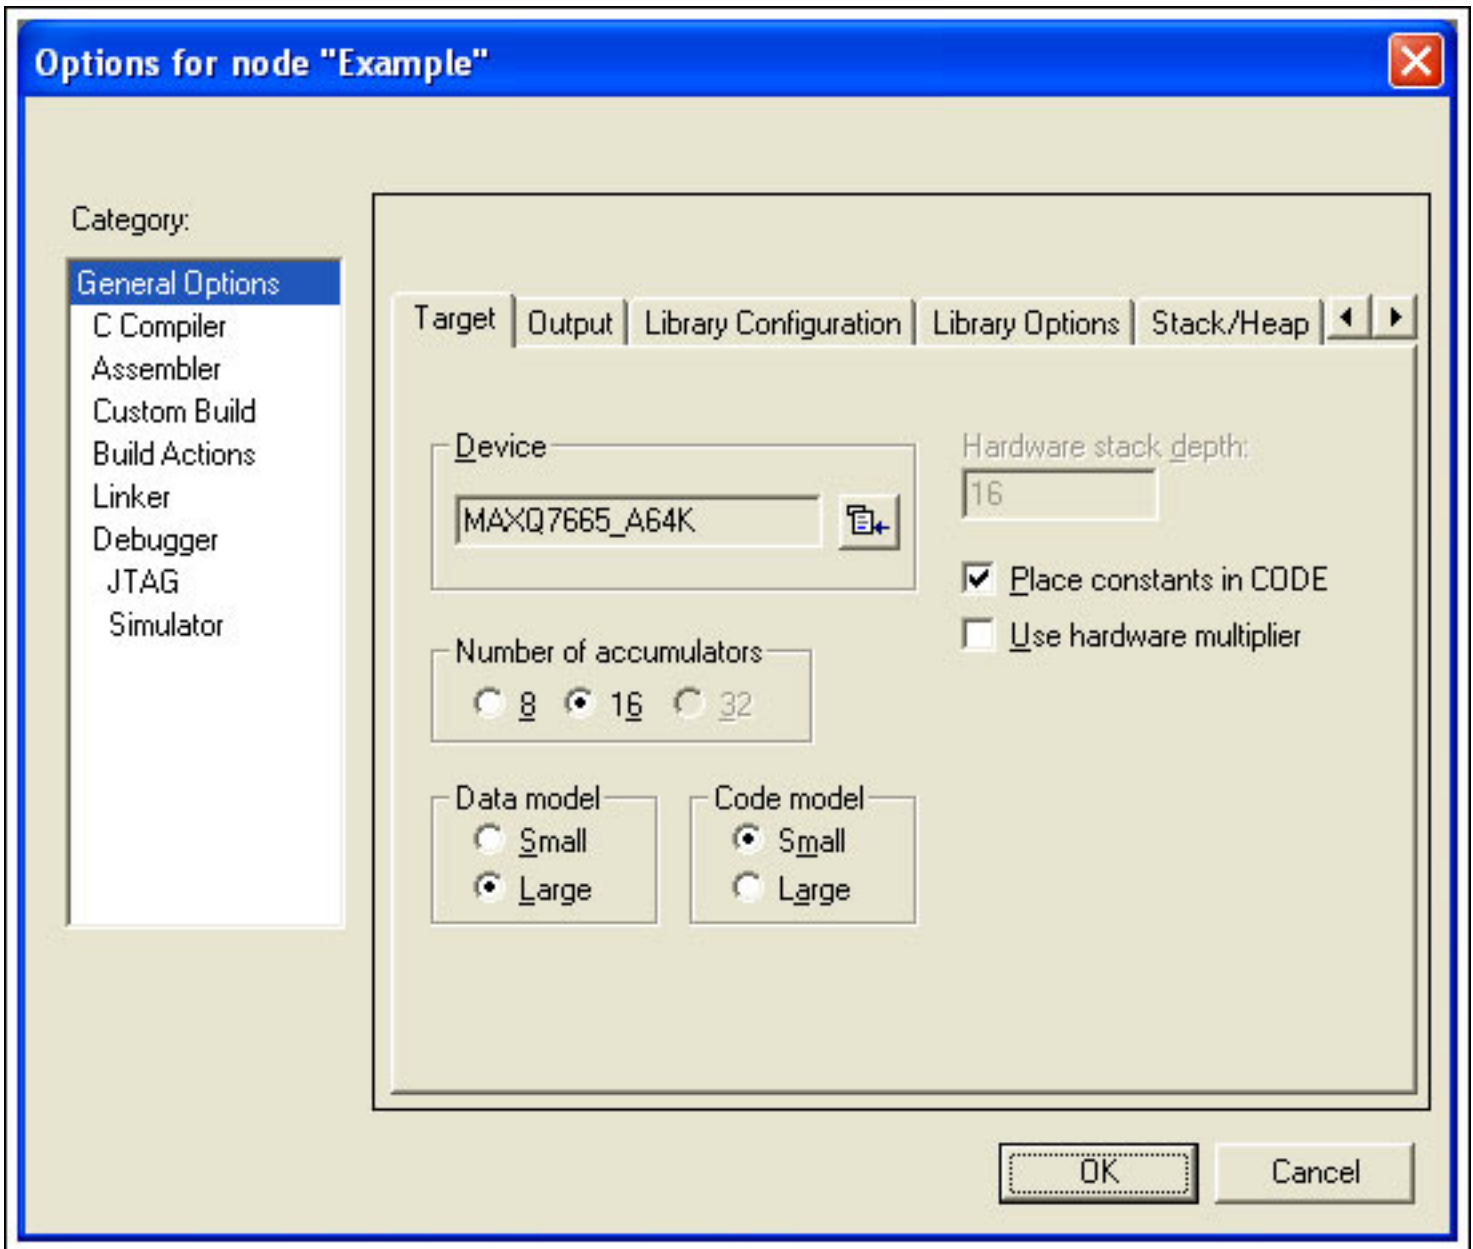 Options for node "Example"
Category:
General Options
C Compiler
Assembler
Custom Build
Build Actions
Linker
Debugger
JTAG
Simulator
Target Output Library Configuration Library Options Stack/Heap
Device
MAXQ7665_A64K
Hardware stack depth:
16
Place constants in CODE
Use hardware multiplier
Number of accumulators
8 16 32
Data model
Small
Large
Code model
Small
Large
OK Cancel